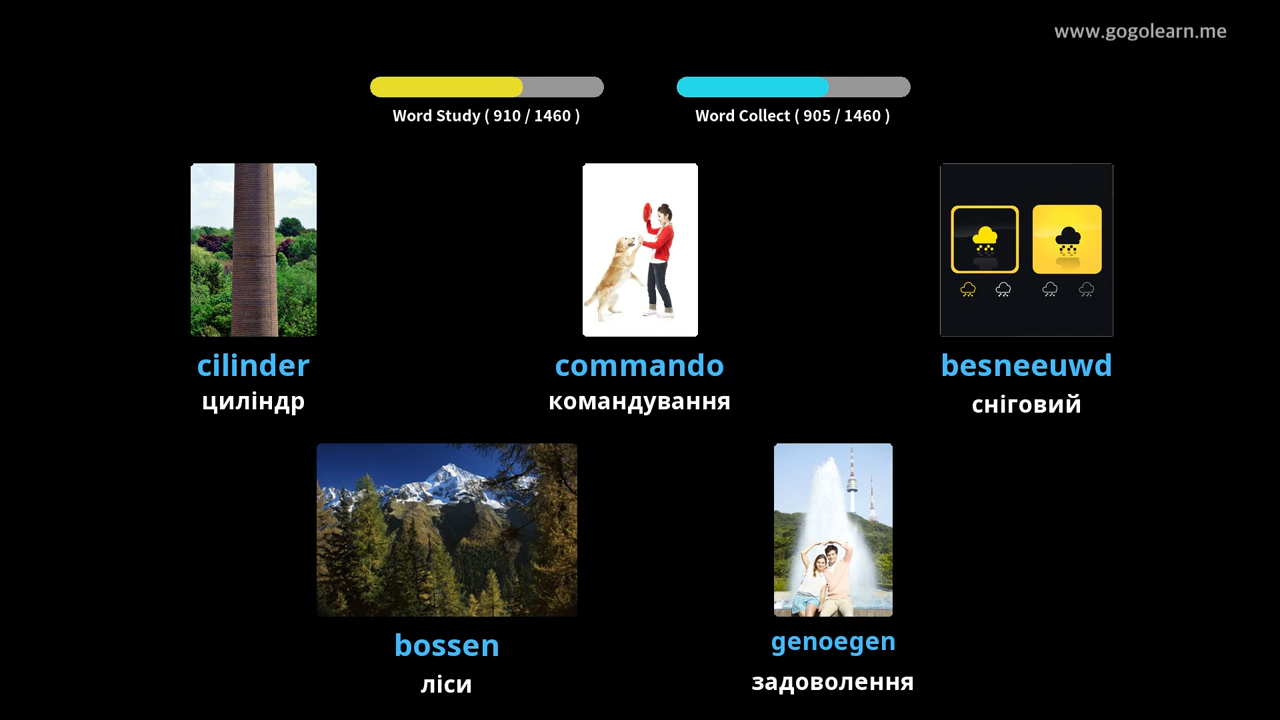 www.gogolearn.me
Word Study ( 910 / 1460 )
Word Collect ( 905 / 1460 )
cilinder
циліндр
commando
командування
besneeuwd
сніговий
bossen
ліси
genoegen
задоволення